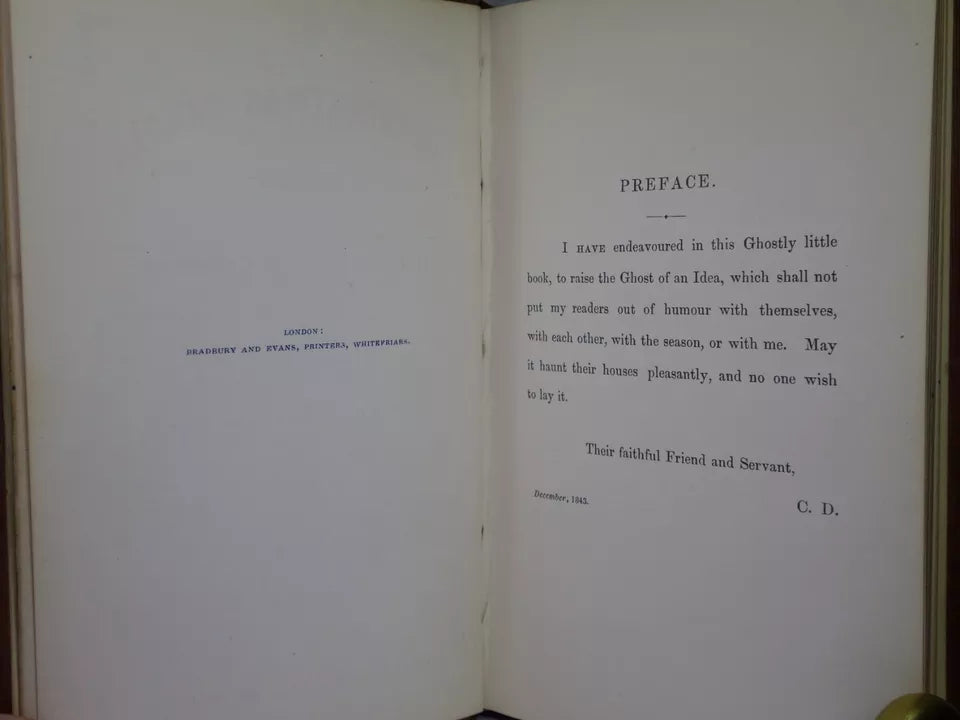 LONDON:
BRADBURY AND EVANS, PRINTERS, WHITEFRIARS.
PREFACE.
I HAVE endeavoured in this Ghostly little
book, to raise the Ghost of an Idea, which shall not
put my readers out of humour with themselves,
with each other, with the season, or with me. May
it haunt their houses pleasantly, and no one wish
to lay it.
Their faithful Friend and Servant,
C. D.
December, 1843.